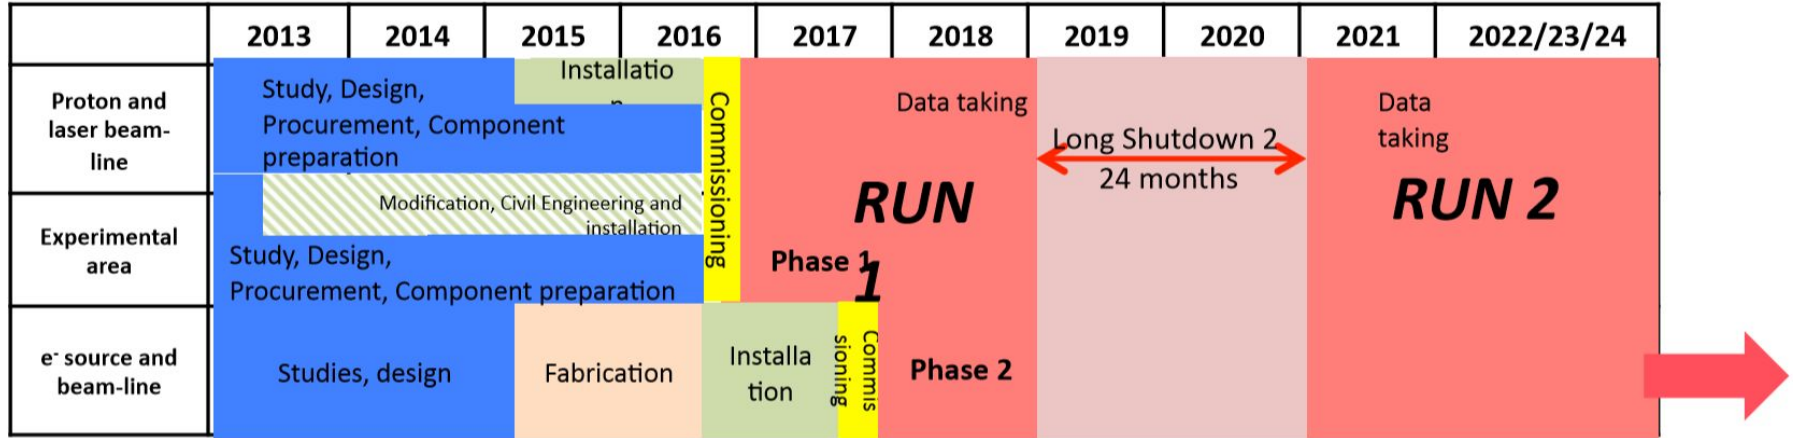 2013 2014 2015 2016 2017 2018 2019 2020 2021 2022/23/24
Proton and
laser beam-
line
Study, Design,
Procurement, Component
preparation
Installatio
n
Commissioning
Data taking
Long Shutdown 2
24 months
Data
taking
RUN
1
RUN 2
Modification, Civil Engineering and
installation
Experimental
area
Study, Design,
Procurement, Component preparation
Phase 1
e- source and
beam-line
Studies, design
Fabrication
Installa
tion
Commis
sioning
Phase 2